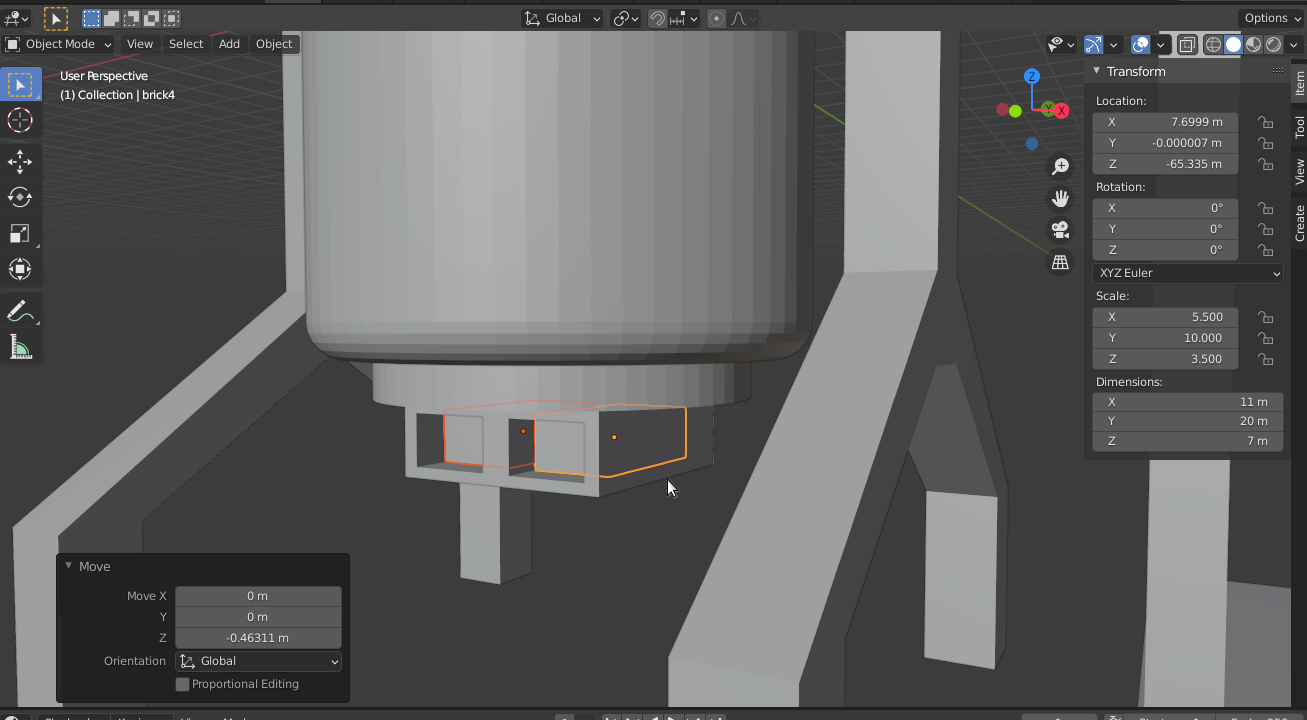 Global
Options
Object Mode View Select Add Object
User Perspective
(1) Collection | brick4
Z
Y
X
Transform
Location:
X 7.6999 m
Y -0.000007 m
Z -65.335 m
Rotation:
X 0°
Y 0°
Z 0°
XYZ Euler
Scale:
X 5.500
Y 10.000
Z 3.500
Dimensions:
X 11 m
Y 20 m
Z 7 m
Item
Tool
View
Create
Move
Move X 0 m
Y 0 m
Z -0.46311 m
Orientation Global
Proportional Editing